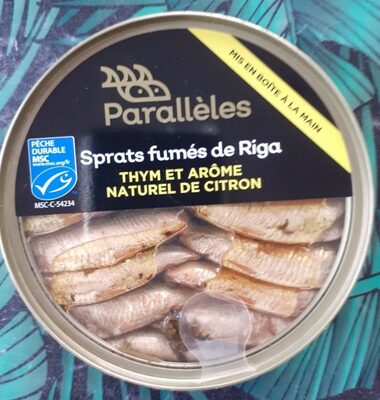 Parallèles
MIS EN BOÎTE À LA MAIN
Sprats fumés de Riga
THYM ET ARÔME
NATUREL DE CITRON
PÊCHE
DURABLE
MSC
www.msc.org/fr
MSC-C-54234